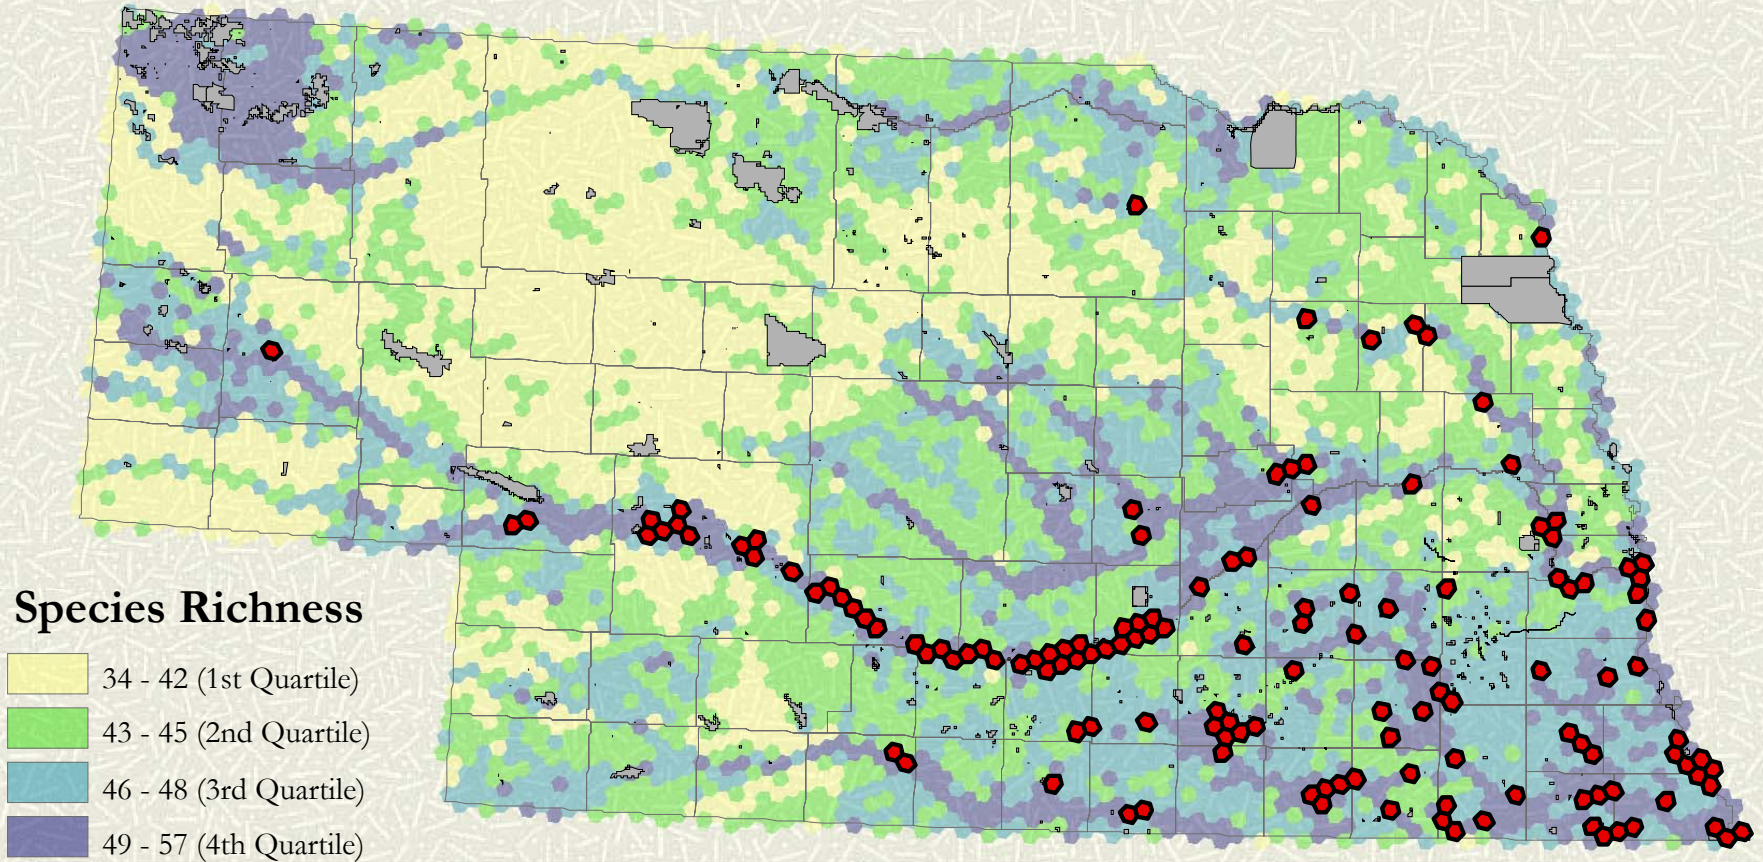 Species Richness
34 - 42 (1st Quartile)
43 - 45 (2nd Quartile)
46 - 48 (3rd Quartile)
49 - 57 (4th Quartile)